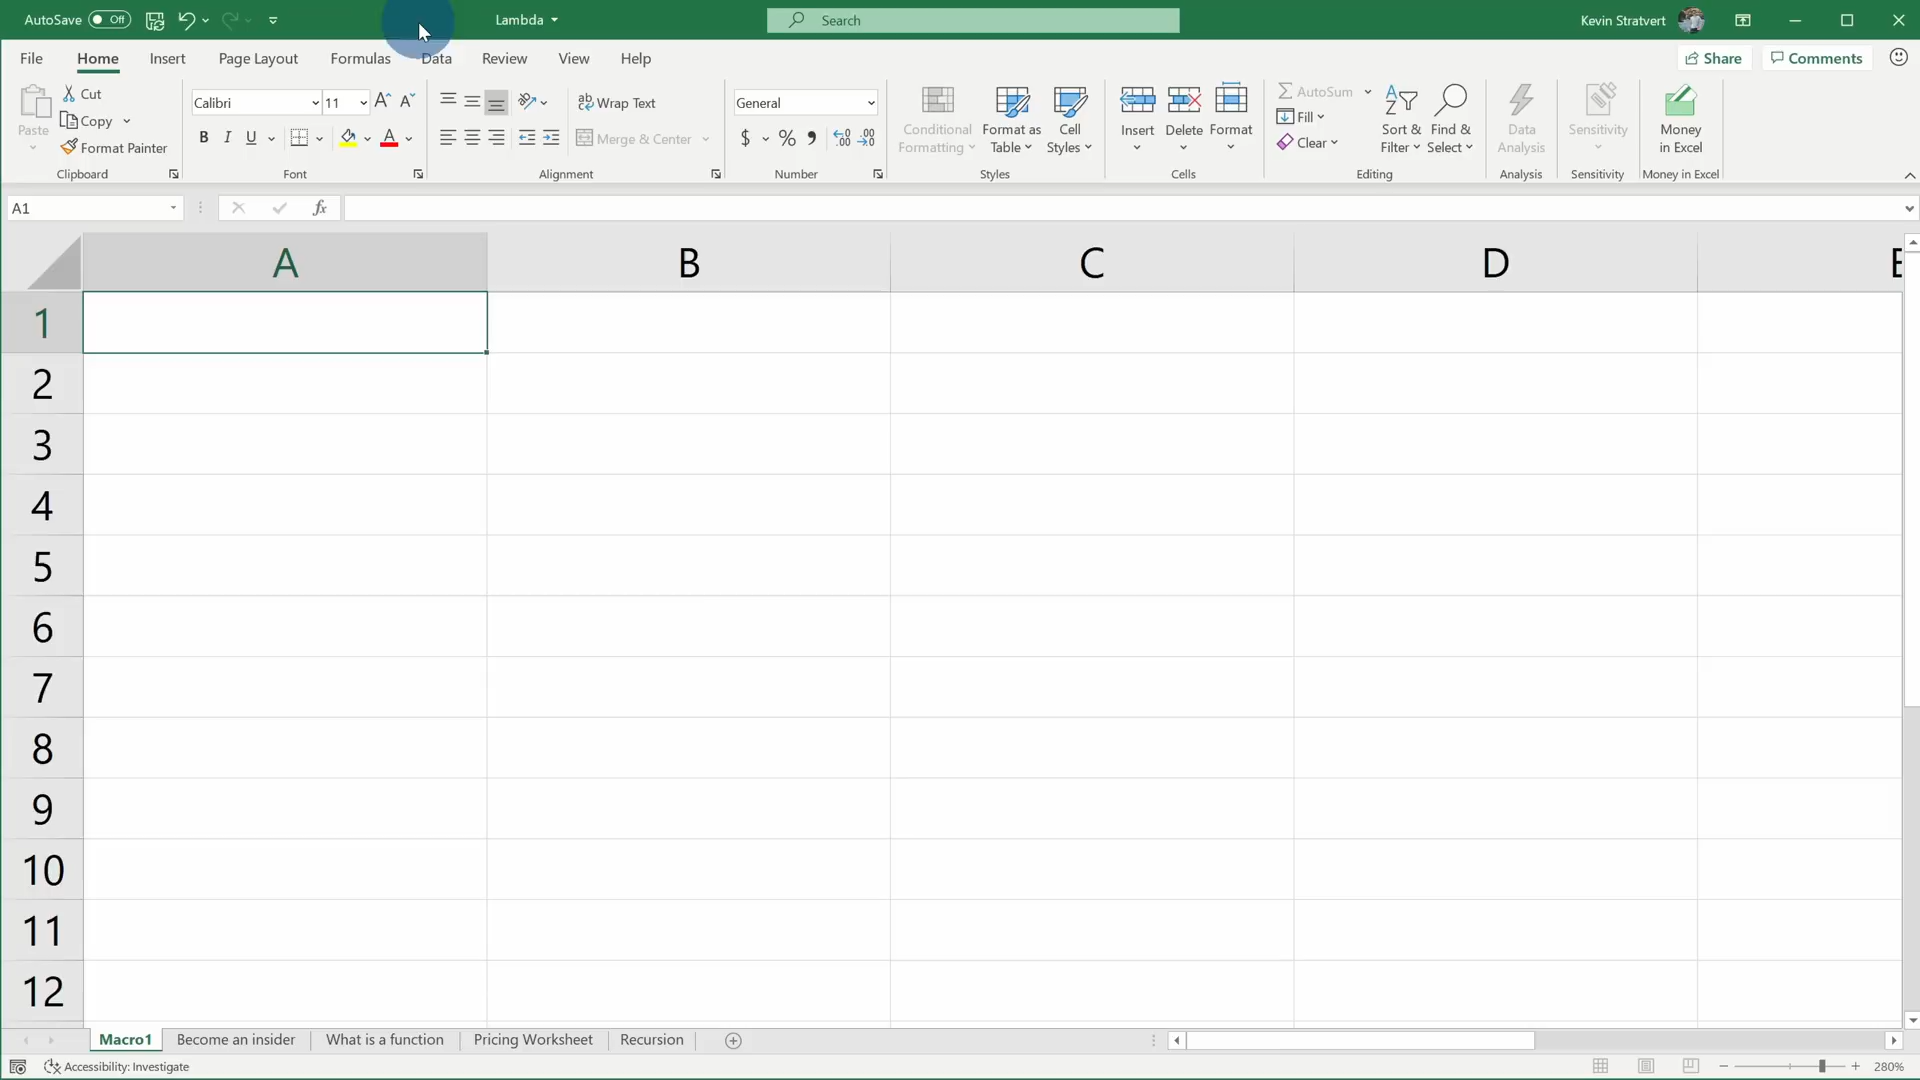 AutoSave Off Lambda Search Kevin Stratvert
File Home Insert Page Layout Formulas Data Review View Help Share Comments
Paste Cut Copy Format Painter Clipboard
Calibri 11 B I U A Font
ab Wrap Text Merge & Center Alignment
General $ % Number
Conditional Formatting Format as Table Cell Styles Styles
Insert Delete Format Cells
AutoSum Fill Clear Sort & Filter Find & Select Editing
Data Analysis Analysis
Sensitivity Sensitivity
Money in Excel Money in Excel
A1 fx
A B C D E
1
2
3
4
5
6
7
8
9
10
11
12
Macro1 Become an insider What is a function Pricing Worksheet Recursion
Accessibility: Investigate 280%